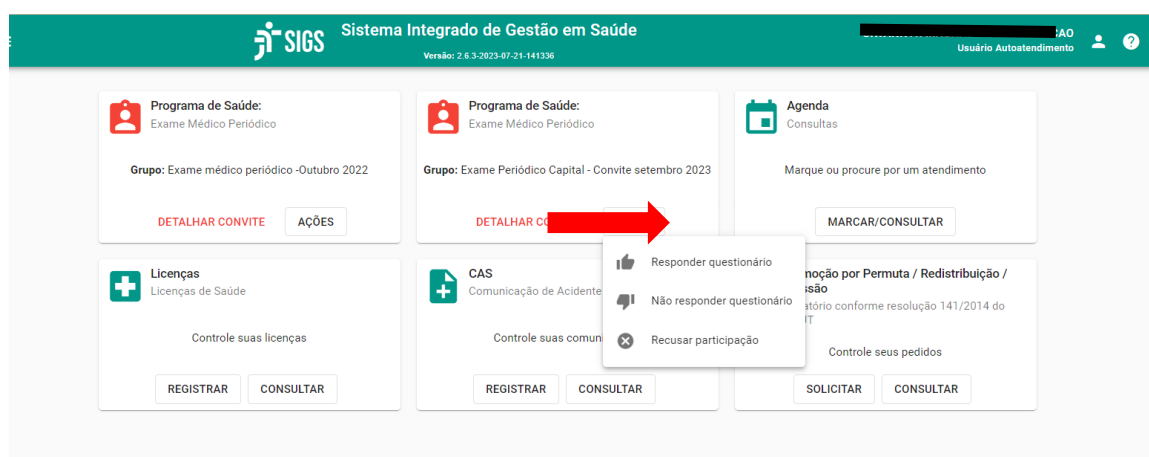 SIGS
Sistema Integrado de Gestão em Saúde
Versão: 2.6.3-2023-07-21-141336
ÇAO
Usuário Autoatendimento
Programa de Saúde:
Exame Médico Periódico
Grupo: Exame médico periódico -Outubro 2022
DETALHAR CONVITE AÇÕES
Programa de Saúde:
Exame Médico Periódico
Grupo: Exame Periódico Capital - Convite setembro 2023
DETALHAR
Agenda
Consultas
Marque ou procure por um atendimento
MARCAR/CONSULTAR
Responder questionário
Não responder questionário
Recusar participação
Licenças
Licenças de Saúde
Controle suas licenças
REGISTRAR CONSULTAR
CAS
Comunicação de Acidente
Controle suas
REGISTRAR CONSULTAR
por Permuta / Redistribuição /
conforme resolução 141/2014 do
Controle seus pedidos
SOLICITAR CONSULTAR